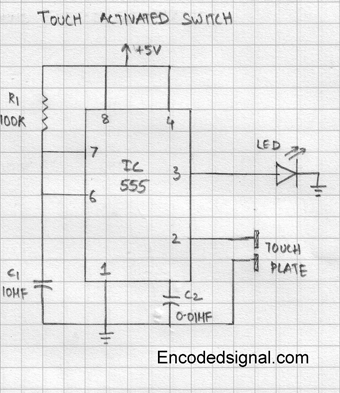 TOUCH ACTIVATED SWITCH
+5V
R1
100K
8
4
7
IC
555
3
LED
6
2
TOUCH
PLATE
1
C1
10MF
C2
0.01MF
Encodedsignal.com